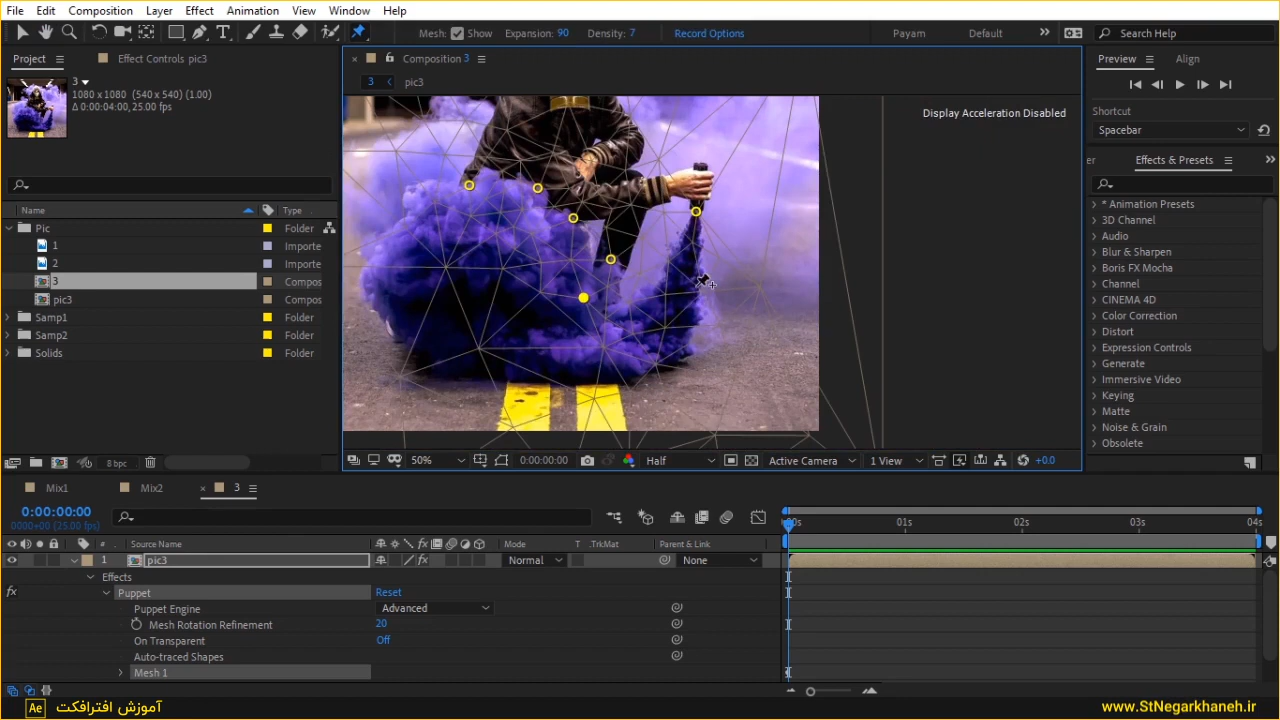 File Edit Composition Layer Effect Animation View Window Help
Mesh: Show Expansion: 90 Density: 7 Record Options Payam Default Search Help
Project Effect Controls pic3
Composition 3
Preview Align
3
1080 x 1080 (540 x 540) (1.00)
Δ 0:00:04:00, 25.00 fps
3 pic3
Display Acceleration Disabled
Shortcut
Spacebar
Effects & Presets
Name Type
Pic Folder
1 Importe
2 Importe
3 Compos
pic3 Compos
Samp1 Folder
Samp2 Folder
Solids Folder
* Animation Presets
3D Channel
Audio
Blur & Sharpen
Boris FX Mocha
Channel
CINEMA 4D
Color Correction
Distort
Expression Controls
Generate
Immersive Video
Keying
Matte
Noise & Grain
Obsolete
8 bpc
50% 0:00:00:00 Half Active Camera 1 View +0.0
Mix1 Mix2 3
0:00:00:00
0000+00 (25.00 fps)
00s 01s 02s 03s 04s
# Source Name Mode T .TrkMat Parent & Link
1 pic3 Normal None
Effects
fx Puppet Reset
Puppet Engine Advanced
Mesh Rotation Refinement 20
On Transparent Off
Auto-traced Shapes
Mesh 1
Ae آموزش افترافکت
www.StNegarkhaneh.ir